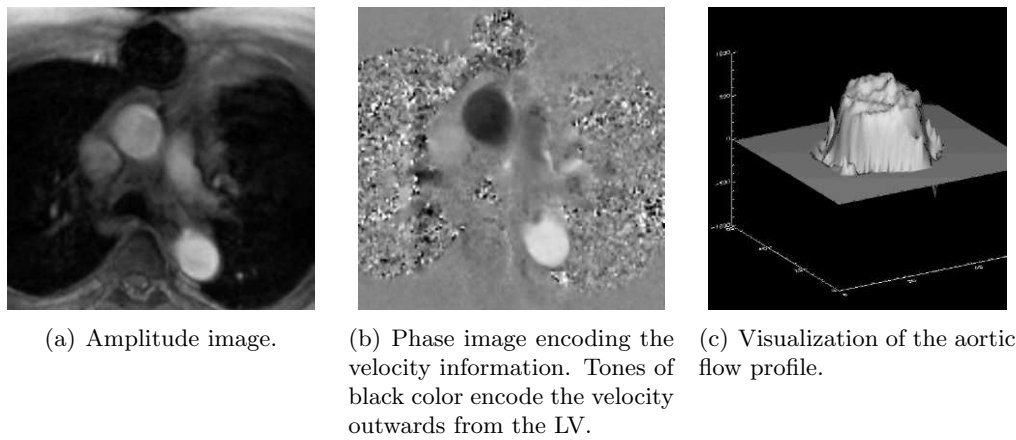 (a) Amplitude image.
(b) Phase image encoding the
velocity information. Tones of
black color encode the velocity
outwards from the LV.
(c) Visualization of the aortic
flow profile.